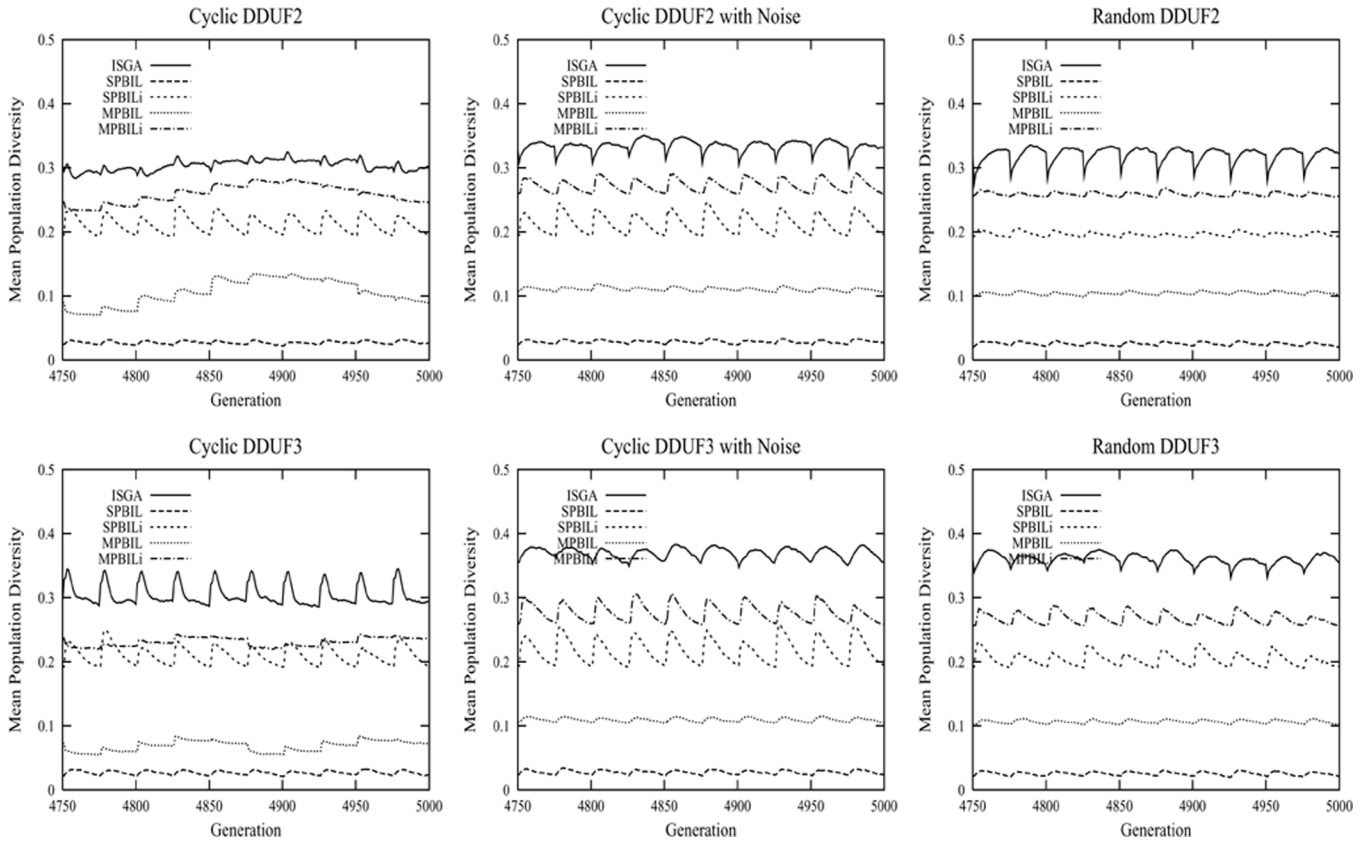 Cyclic DDUF2
0.5
0.4
0.3
0.2
0.1
0
Mean Population Diversity
ISGA
SPBIL
SPBILi
MPBIL
MPBILi
4750 4800 4850 4900 4950 5000
Generation
Cyclic DDUF2 with Noise
0.5
0.4
0.3
0.2
0.1
0
Mean Population Diversity
ISGA
SPBIL
SPBILi
MPBIL
MPBILi
4750 4800 4850 4900 4950 5000
Generation
Random DDUF2
0.5
0.4
0.3
0.2
0.1
0
Mean Population Diversity
ISGA
SPBIL
SPBILi
MPBIL
MPBILi
4750 4800 4850 4900 4950 5000
Generation
Cyclic DDUF3
0.5
0.4
0.3
0.2
0.1
0
Mean Population Diversity
ISGA
SPBIL
SPBILi
MPBIL
MPBILi
4750 4800 4850 4900 4950 5000
Generation
Cyclic DDUF3 with Noise
0.5
0.4
0.3
0.2
0.1
0
Mean Population Diversity
ISGA
SPBIL
SPBILi
MPBIL
MPBILi
4750 4800 4850 4900 4950 5000
Generation
Random DDUF3
0.5
0.4
0.3
0.2
0.1
0
Mean Population Diversity
ISGA
SPBIL
SPBILi
MPBIL
MPBILi
4750 4800 4850 4900 4950 5000
Generation